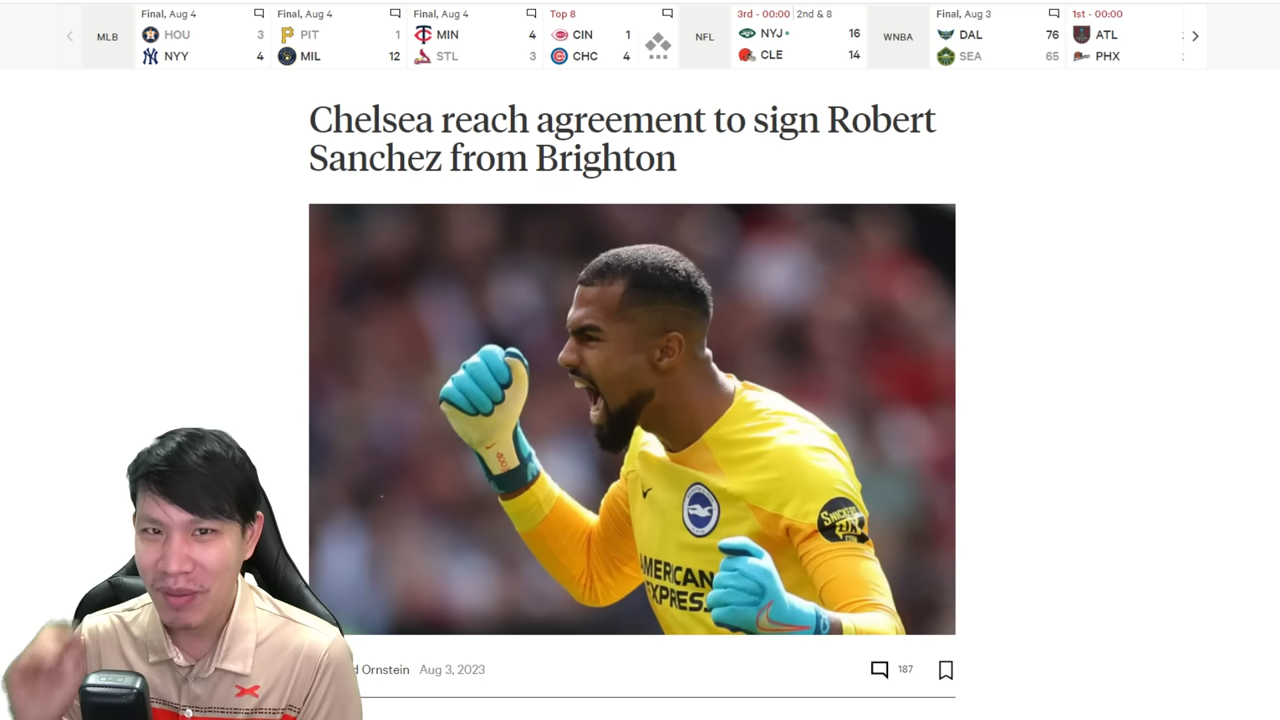 MLB
Final, Aug 4
HOU 3
NYY 4
Final, Aug 4
PIT 1
MIL 12
Final, Aug 4
MIN 4
STL 3
Top 8
CIN 1
CHC 4
NFL
3rd - 00:00 2nd & 8
NYJ 16
CLE 14
WNBA
Final, Aug 3
DAL 76
SEA 65
1st - 00:00
ATL
PHX
Chelsea reach agreement to sign Robert
Sanchez from Brighton
SNICKERS
AMERICAN
EXPRESS
Ornstein Aug 3, 2023
187